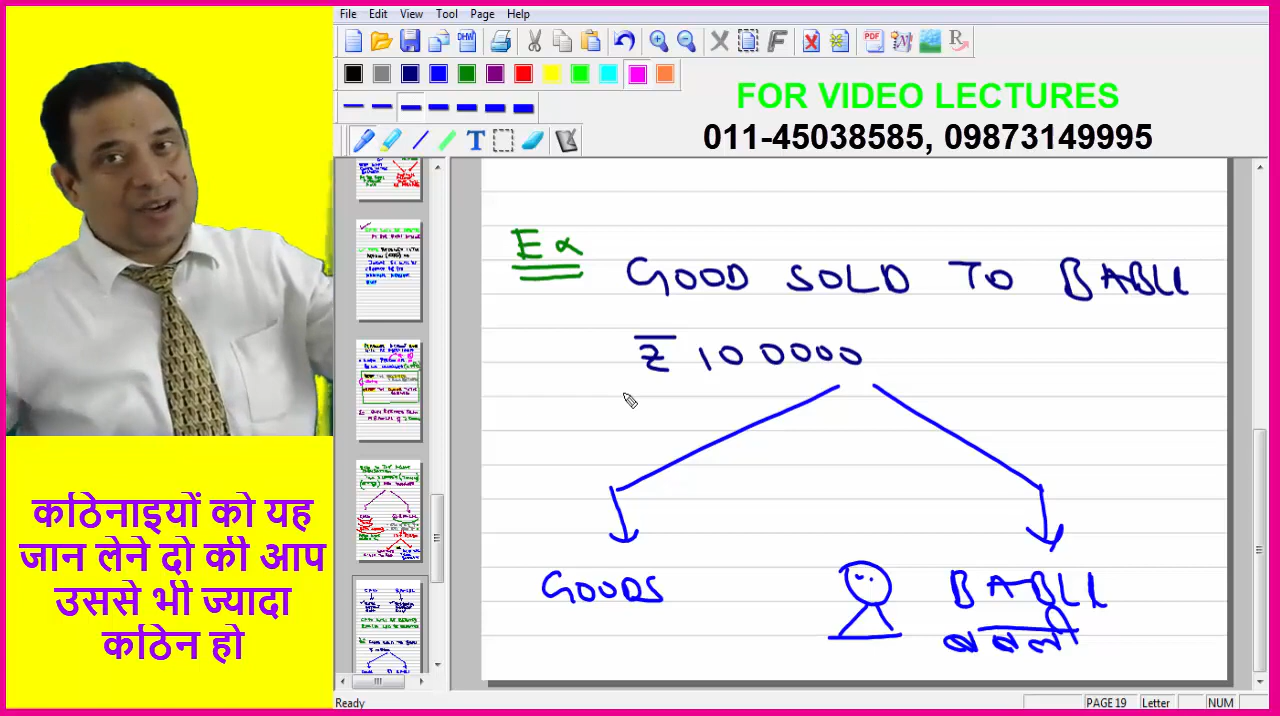 File Edit View Tool Page Help
FOR VIDEO LECTURES
011-45038585, 09873149995
Ex
GOOD SOLD TO BABLI
₹ 100000
GOODS
BABLI
बबली
कठिनाइयों को यह
जान लेने दो की आप
उससे भी ज्यादा
कठिन हो
Ready
PAGE 19
Letter
NUM